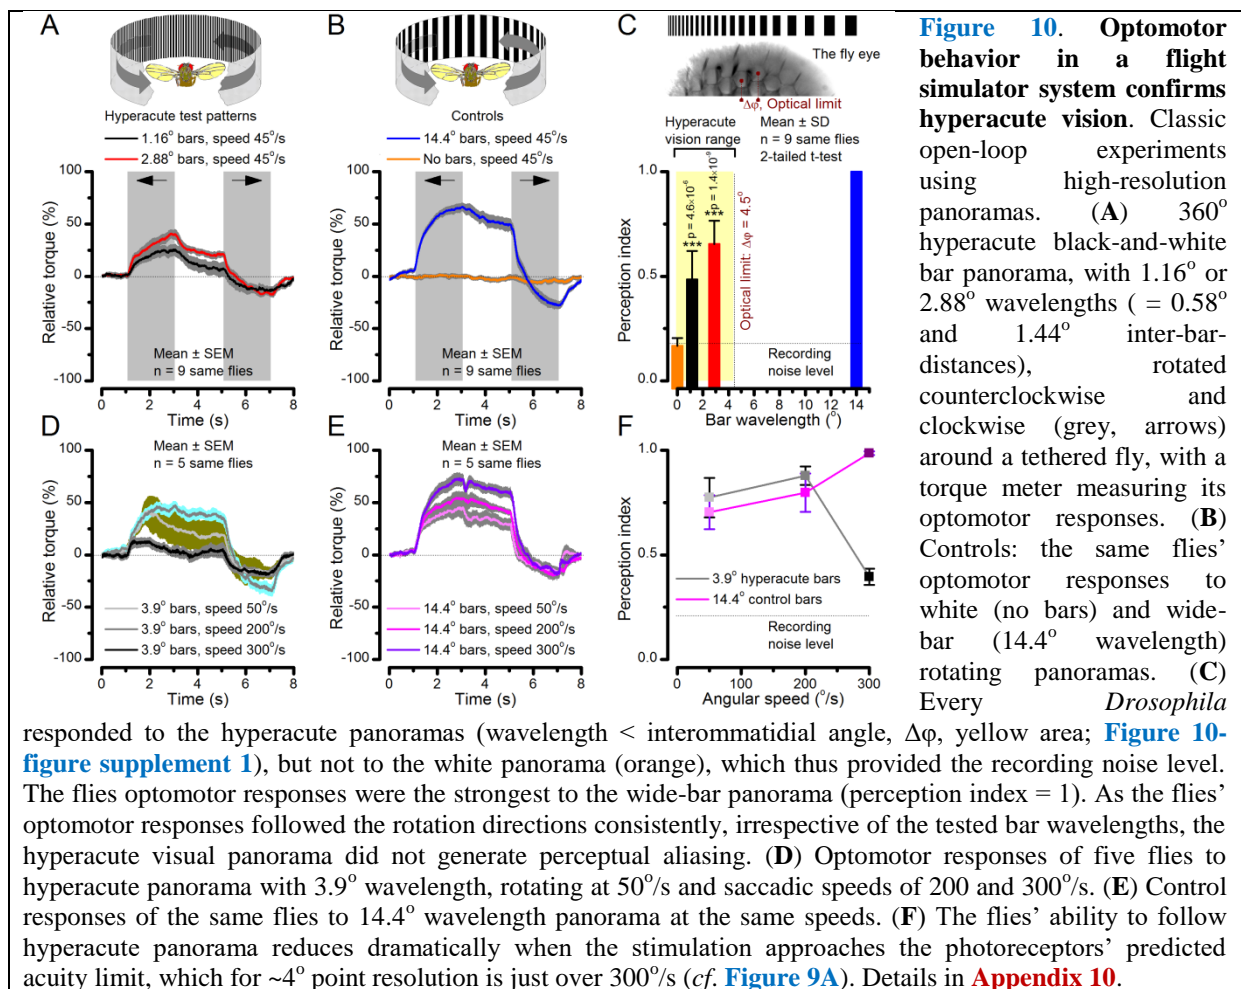 A
Hyperacute test patterns
1.16° bars, speed 45°/s
2.88° bars, speed 45°/s
100
50
0
-50
-100
Relative torque (%)
Mean ± SEM
n = 9 same flies
0 2 4 6 8
Time (s)
B
Controls
14.4° bars, speed 45°/s
No bars, speed 45°/s
100
50
0
-50
-100
Relative torque (%)
Mean ± SEM
n = 9 same flies
0 2 4 6 8
Time (s)
C
The fly eye
Δφ, Optical limit
Hyperacute
vision range
Mean ± SD
n = 9 same flies
2-tailed t-test
1.0
0.5
0.0
Perception index
*** p = 4.6×10-6
*** p = 1.4×10-9
Optical limit: Δφ = 4.5°
Recording
noise level
0 2 4 6 8 10 12 14
Bar wavelength (°)
D
Mean ± SEM
n = 5 same flies
100
50
0
-50
-100
Relative torque (%)
3.9° bars, speed 50°/s
3.9° bars, speed 200°/s
3.9° bars, speed 300°/s
0 2 4 6 8
Time (s)
E
Mean ± SEM
n = 5 same flies
100
50
0
-50
-100
Relative torque (%)
14.4° bars, speed 50°/s
14.4° bars, speed 200°/s
14.4° bars, speed 300°/s
0 2 4 6 8
Time (s)
F
1.0
0.5
0.0
Perception index
3.9° hyperacute bars
14.4° control bars
Recording
noise level
0 100 200 300
Angular speed (°/s)
Figure 10. Optomotor
behavior in a flight
simulator system confirms
hyperacute vision. Classic
open-loop experiments
using high-resolution
panoramas. (A) 360°
hyperacute black-and-white
bar panorama, with 1.16° or
2.88° wavelengths ( = 0.58°
and 1.44° inter-bar-
distances), rotated
counterclockwise and
clockwise (grey, arrows)
around a tethered fly, with a
torque meter measuring its
optomotor responses. (B)
Controls: the same flies'
optomotor responses to
white (no bars) and wide-
bar (14.4° wavelength)
rotating panoramas. (C)
Every Drosophila
responded to the hyperacute panoramas (wavelength < interommatidial angle, Δφ, yellow area; Figure 10-
figure supplement 1), but not to the white panorama (orange), which thus provided the recording noise level.
The flies optomotor responses were the strongest to the wide-bar panorama (perception index = 1). As the flies'
optomotor responses followed the rotation directions consistently, irrespective of the tested bar wavelengths, the
hyperacute visual panorama did not generate perceptual aliasing. (D) Optomotor responses of five flies to
hyperacute panorama with 3.9° wavelength, rotating at 50°/s and saccadic speeds of 200 and 300°/s. (E) Control
responses of the same flies to 14.4° wavelength panorama at the same speeds. (F) The flies' ability to follow
hyperacute panorama reduces dramatically when the stimulation approaches the photoreceptors' predicted
acuity limit, which for ~4° point resolution is just over 300°/s (cf. Figure 9A). Details in Appendix 10.